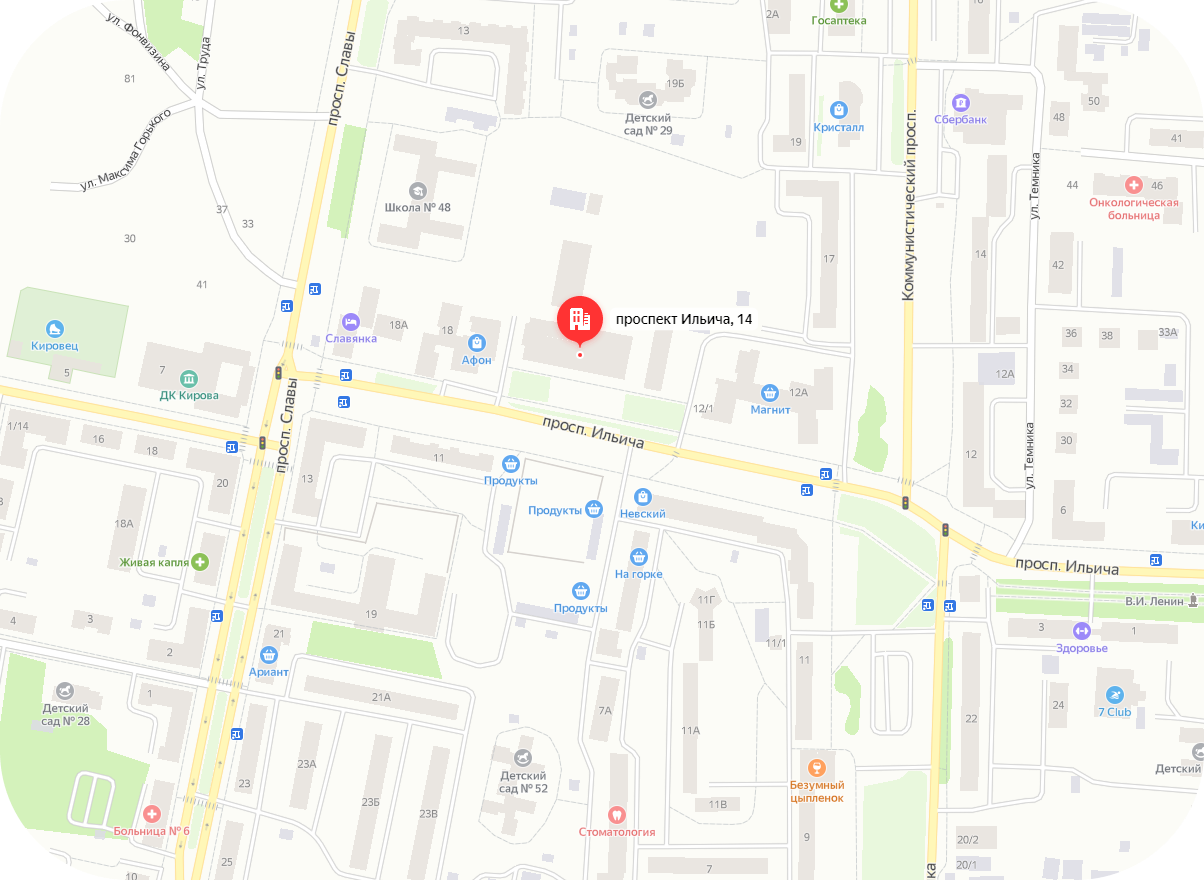 2А
Госаптека
13
ул. Фонвизина
ул. Труда
просп. Славы
81
19Б
Детский
сад № 29
19
Кристалл
Сбербанк
50
48
41
ул. Максима Горького
Школа № 48
Коммунистический просп.
ул. Темника
44
46
Онкологическая
больница
37
33
30
17
14
42
41
проспект Ильича, 14
Кировец
Славянка
18А
18
Афон
36
38
33А
34
5
7
ДК Кирова
12А
Магнит
12А
32
12/1
просп. Славы
просп. Ильича
1/14
16
18
20
13
11
Продукты
30
12
ул. Темника
6
18А
Продукты
Невский
Ки
Живая капля
На горке
просп. Ильича
19
Продукты
11Г
11Б
В.И. Ленин
4
3
2
21
Ариант
11/1
11
3
1
Здоровье
1
Детский
сад № 28
21А
7А
11А
22
24
7 Club
23
23А
23Б
23В
Детский
сад № 52
Безумный
цыпленок
Детский
11В
Больница № 6
Стоматология
9
20/2
20/1
25
10
7
ка